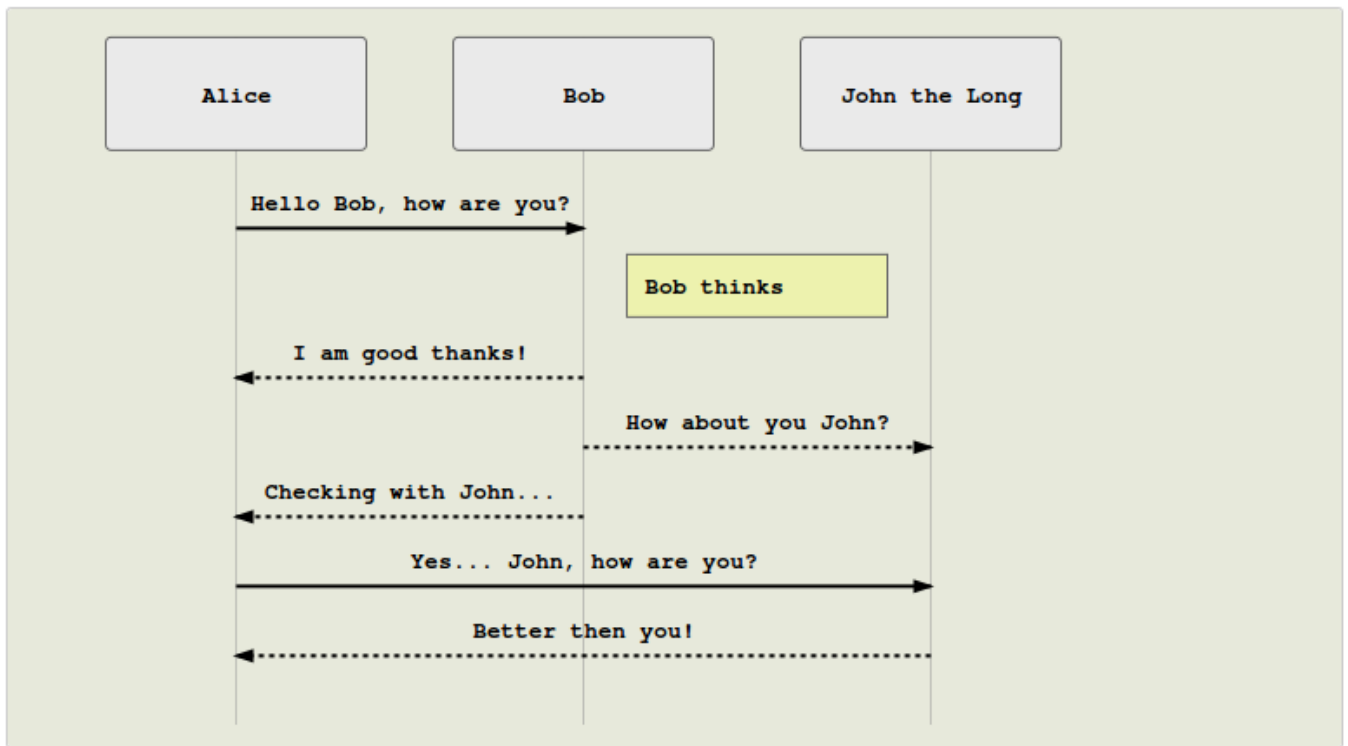 Alice
Bob
John the Long
Hello Bob, how are you?
Bob thinks
I am good thanks!
How about you John?
Checking with John...
Yes... John, how are you?
Better then you!